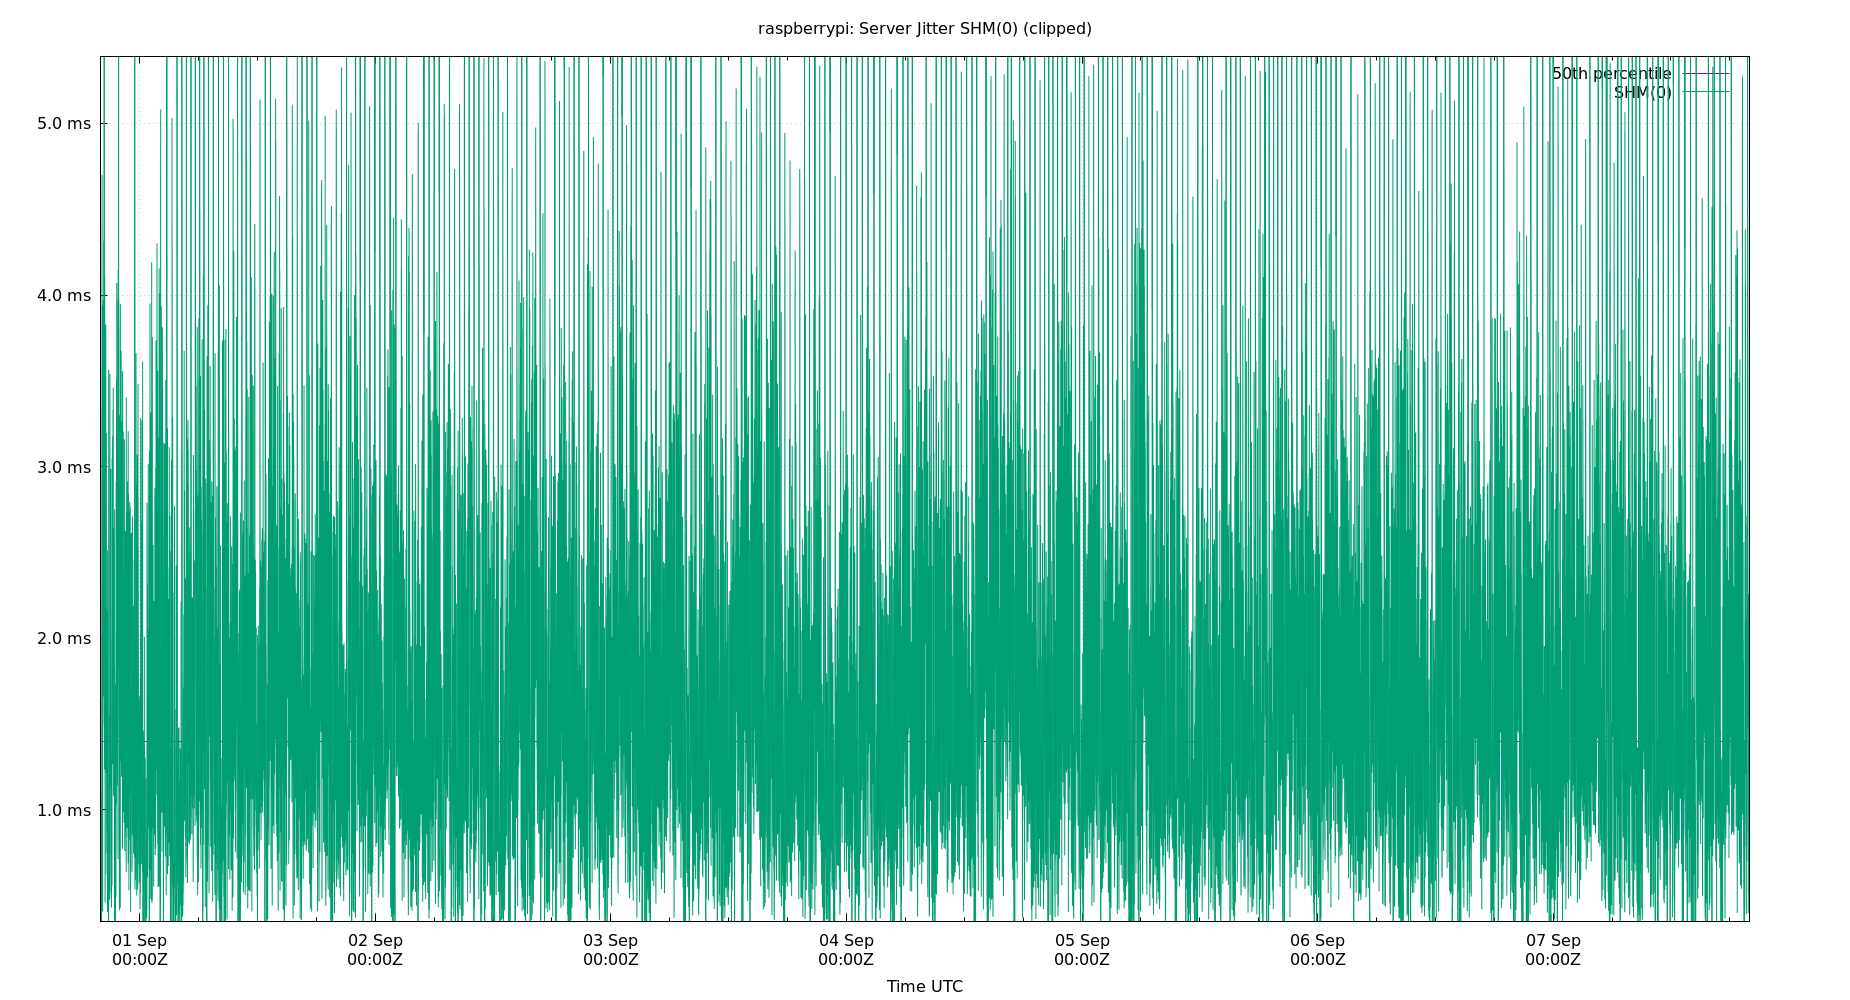 raspberrypi: Server Jitter SHM(0) (clipped)
50th percentile
SHM(0)
5.0 ms
4.0 ms
3.0 ms
2.0 ms
1.0 ms
01 Sep 02 Sep 03 Sep 04 Sep 05 Sep 06 Sep 07 Sep
00:00Z 00:00Z 00:00Z 00:00Z 00:00Z 00:00Z 00:00Z
Time UTC